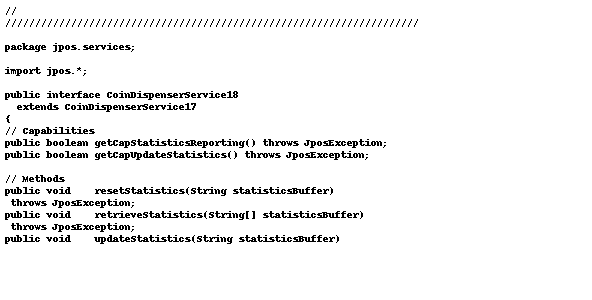 //
//////////////////////////////////////////////////////////////////////

package jpos.services;

import jpos.*;

public interface CoinDispenserService18
  extends CoinDispenserService17
{
// Capabilities
public boolean getCapStatisticsReporting() throws JposException;
public boolean getCapUpdateStatistics() throws JposException;

// Methods
public void    resetStatistics(String statisticsBuffer)
 throws JposException;
public void    retrieveStatistics(String[] statisticsBuffer)
 throws JposException;
public void    updateStatistics(String statisticsBuffer)